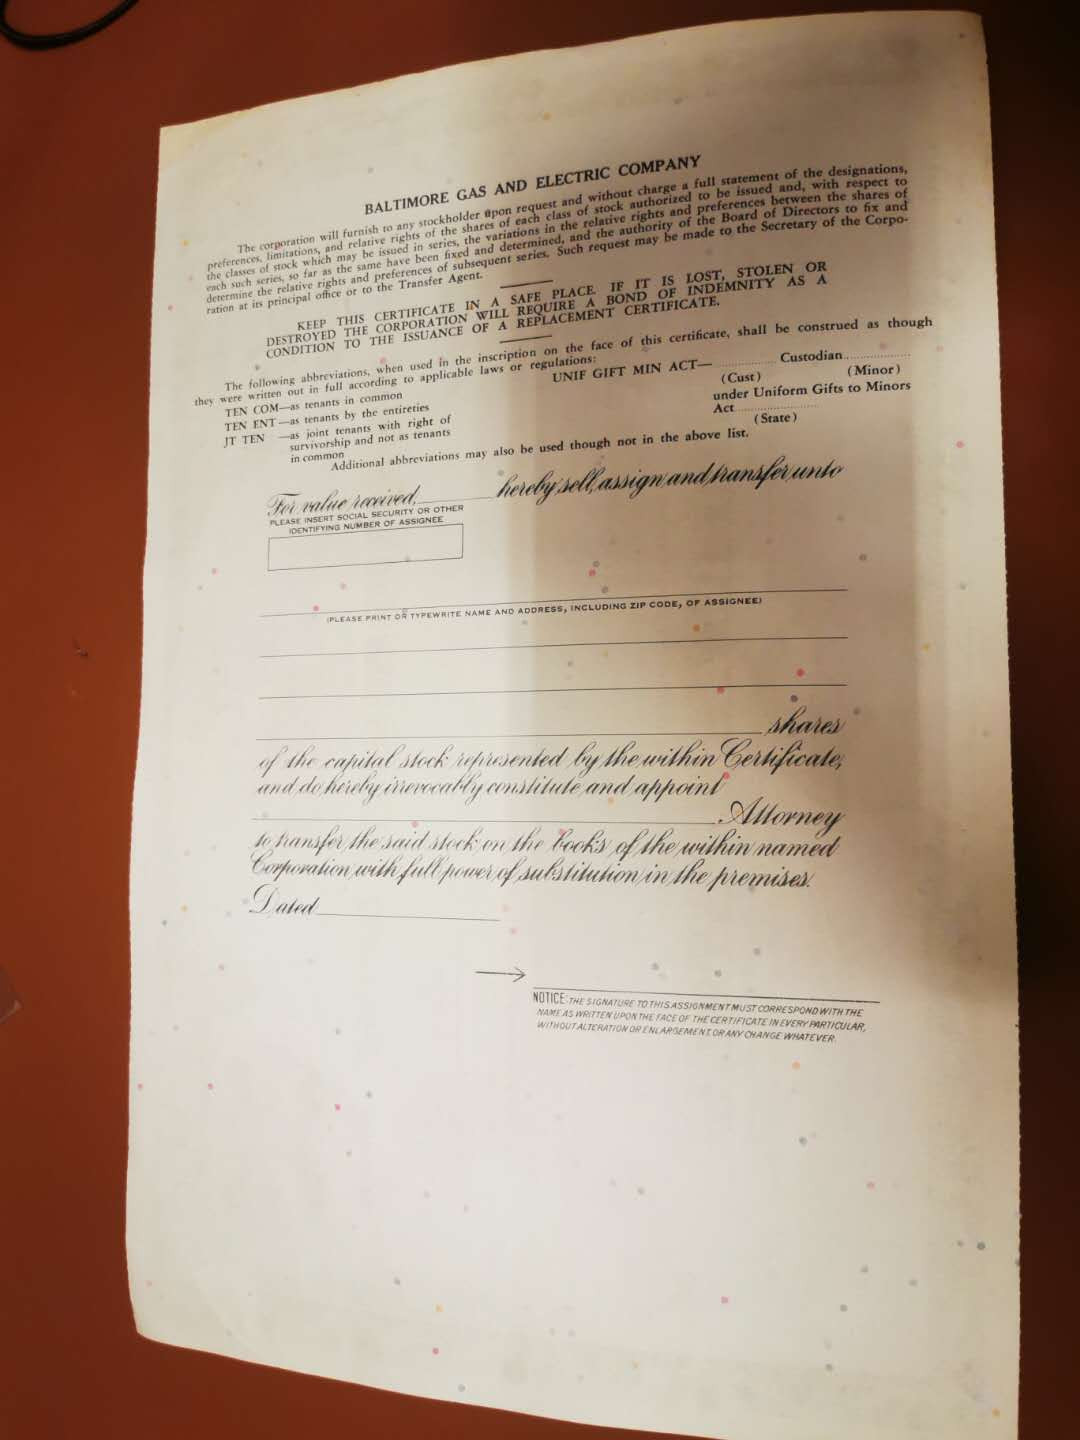 BALTIMORE GAS AND ELECTRIC COMPANY
The corporation will furnish to any stockholder upon request and without charge a full statement of the designations,
preferences, limitations, and relative rights of the shares of each class of stock authorized to be issued and, with respect to
the classes of stock which may be issued in series, the variations in the relative rights and preferences between the shares of
each such series, so far as the same have been fixed and determined, and the authority of the Board of Directors to fix and
determine the relative rights and preferences of subsequent series. Such request may be made to the Secretary of the Corpo-
ration at its principal office or to the Transfer Agent.
KEEP THIS CERTIFICATE IN A SAFE PLACE. IF IT IS LOST, STOLEN OR
DESTROYED THE CORPORATION WILL REQUIRE A BOND OF INDEMNITY AS A
CONDITION TO THE ISSUANCE OF A REPLACEMENT CERTIFICATE.
The following abbreviations, when used in the inscription on the face of this certificate, shall be construed as though
they were written out in full according to applicable laws or regulations:
TEN COM—as tenants in common
TEN ENT—as tenants by the entireties
JT TEN —as joint tenants with right of
survivorship and not as tenants
in common
UNIF GIFT MIN ACT—.............. Custodian................
(Cust) (Minor)
under Uniform Gifts to Minors
Act....................
(State)
Additional abbreviations may also be used though not in the above list.
For value received,________ hereby sell, assign and transfer unto
PLEASE INSERT SOCIAL SECURITY OR OTHER
IDENTIFYING NUMBER OF ASSIGNEE
(PLEASE PRINT OR TYPEWRITE NAME AND ADDRESS, INCLUDING ZIP CODE, OF ASSIGNEE)
shares
of the capital stock represented by the within Certificate,
and do hereby irrevocably constitute and appoint
Attorney
to transfer the said stock on the books of the within named
Corporation with full power of substitution in the premises.
Dated
NOTICE: THE SIGNATURE TO THIS ASSIGNMENT MUST CORRESPOND WITH THE
NAME AS WRITTEN UPON THE FACE OF THE CERTIFICATE IN EVERY PARTICULAR,
WITHOUT ALTERATION OR ENLARGEMENT OR ANY CHANGE WHATEVER.